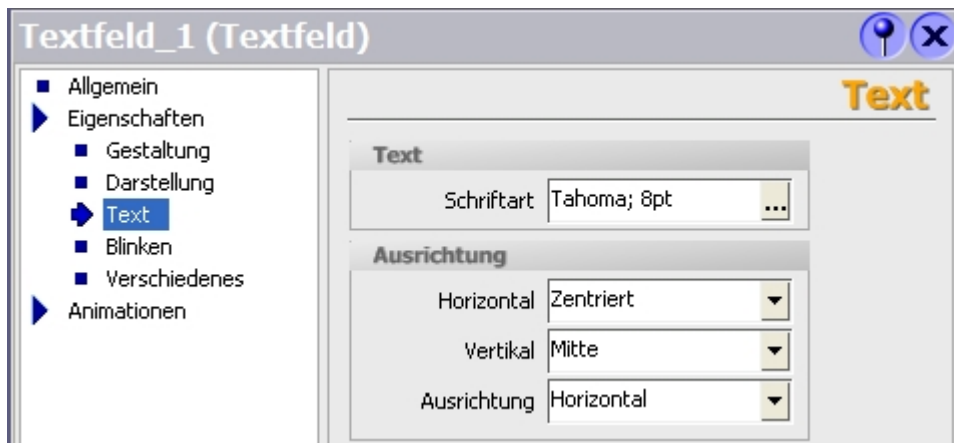 Textfeld_1 (Textfeld)
Allgemein
Eigenschaften
Gestaltung
Darstellung
Text
Blinken
Verschiedenes
Animationen
Text
Text
Schriftart Tahoma; 8pt ...
Ausrichtung
Horizontal Zentriert
Vertikal Mitte
Ausrichtung Horizontal